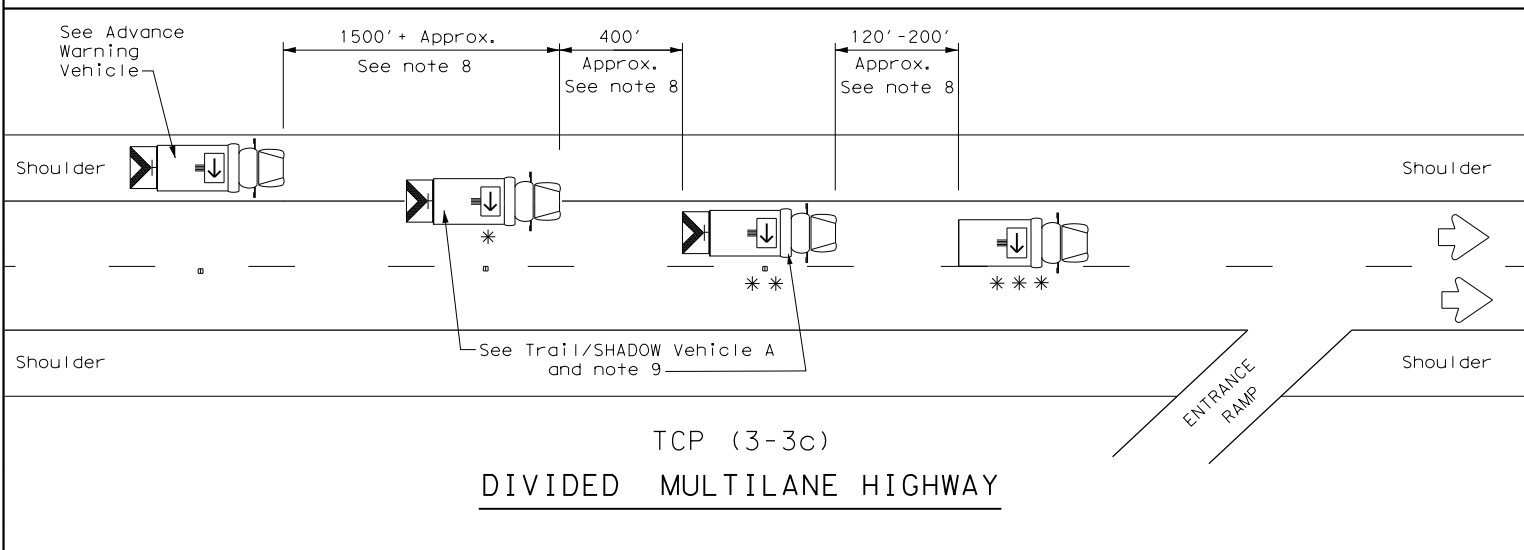 See Advance
Warning
Vehicle
1500'+ Approx.
See note 8
400'
Approx.
See note 8
120'-200'
Approx.
See note 8
Shoulder
Shoulder
*
* *
* * *
See Trail/SHADOW Vehicle A
and note 9
Shoulder
Shoulder
ENTRANCE
RAMP
TCP (3-3c)
DIVIDED MULTILANE HIGHWAY